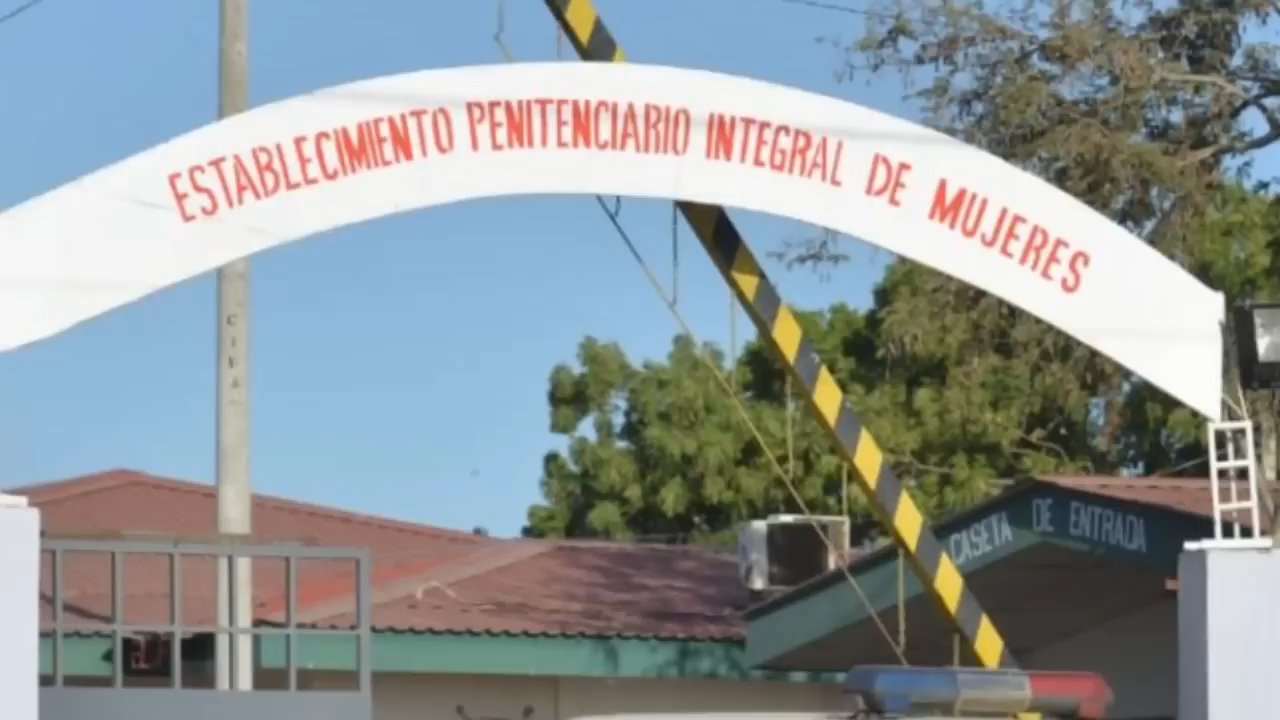 ESTABLECIMIENTO PENITENCIARIO INTEGRAL DE MUJERES
CASETA DE ENTRADA